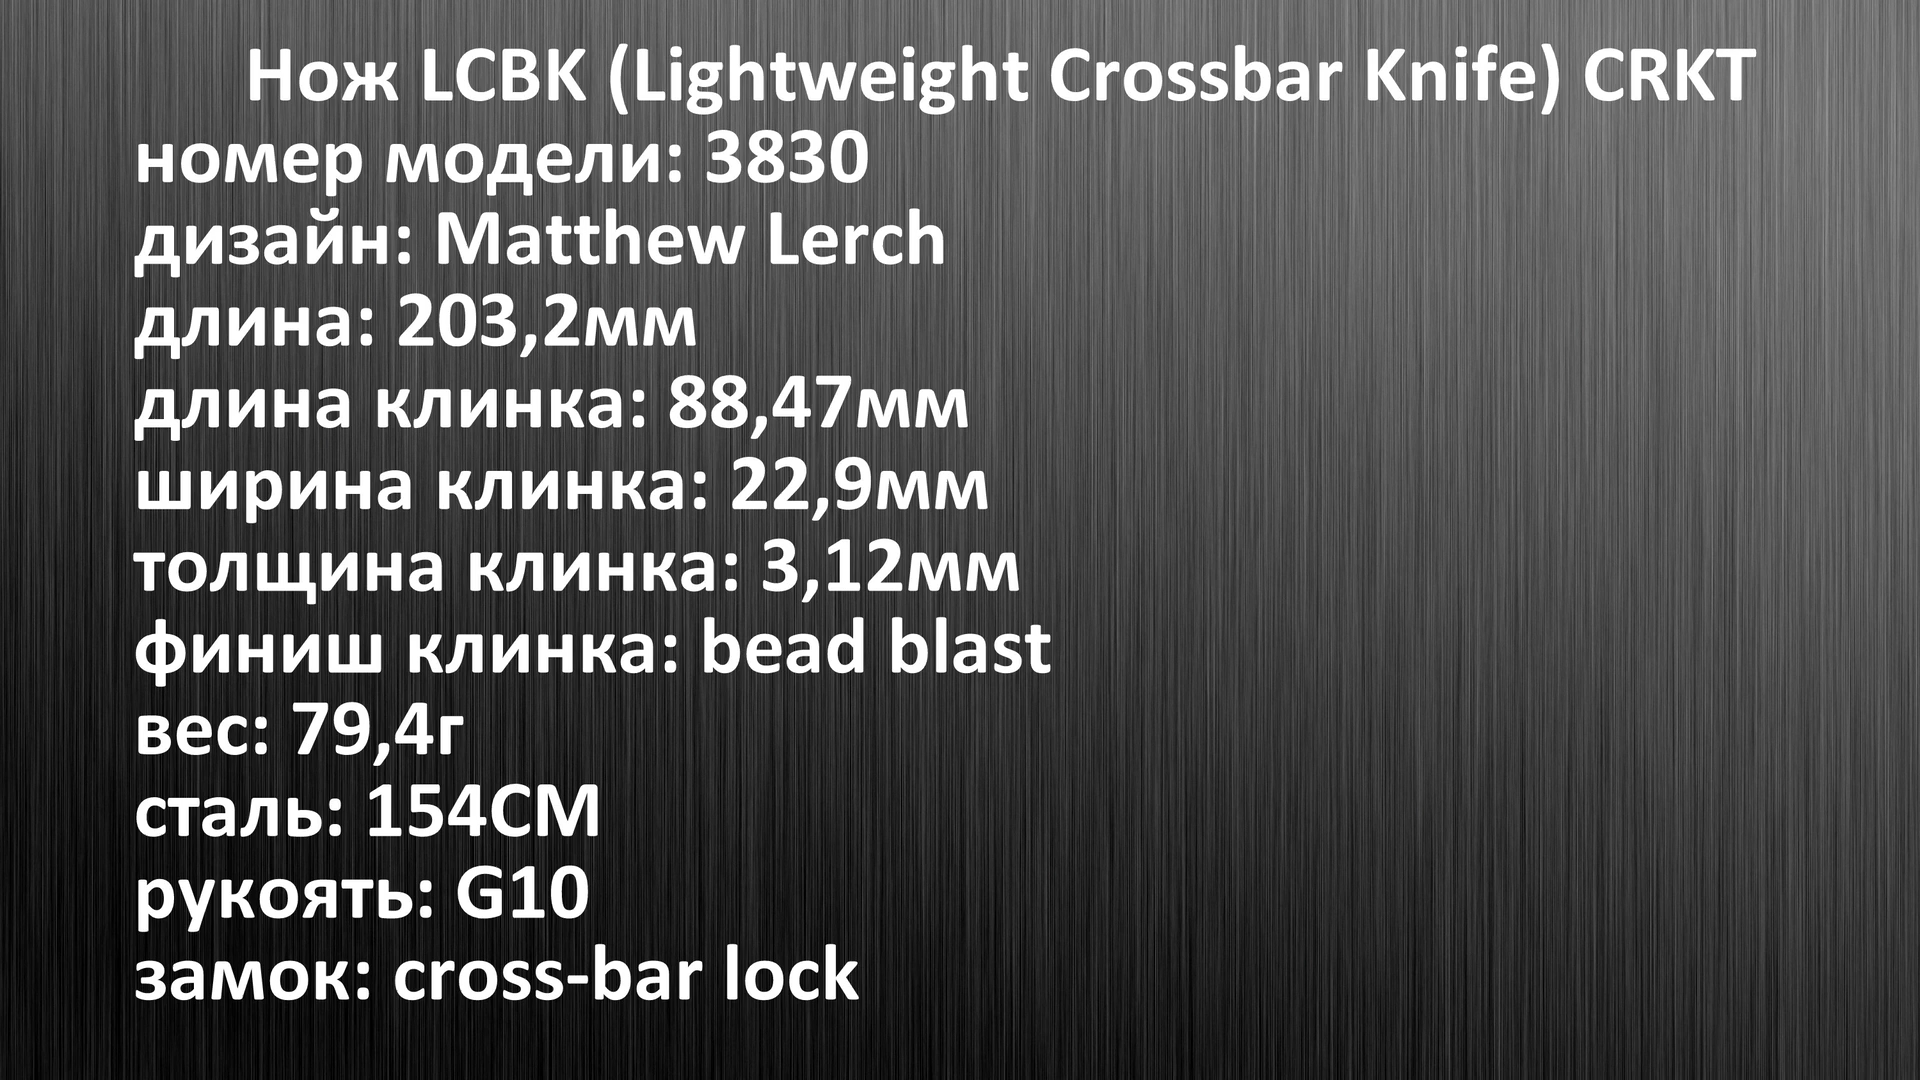 Нож LCBK (Lightweight Crossbar Knife) CRKT
номер модели: 3830
дизайн: Matthew Lerch
длина: 203,2мм
длина клинка: 88,47мм
ширина клинка: 22,9мм
толщина клинка: 3,12мм
финиш клинка: bead blast
вес: 79,4г
сталь: 154CM
рукоять: G10
замок: cross-bar lock